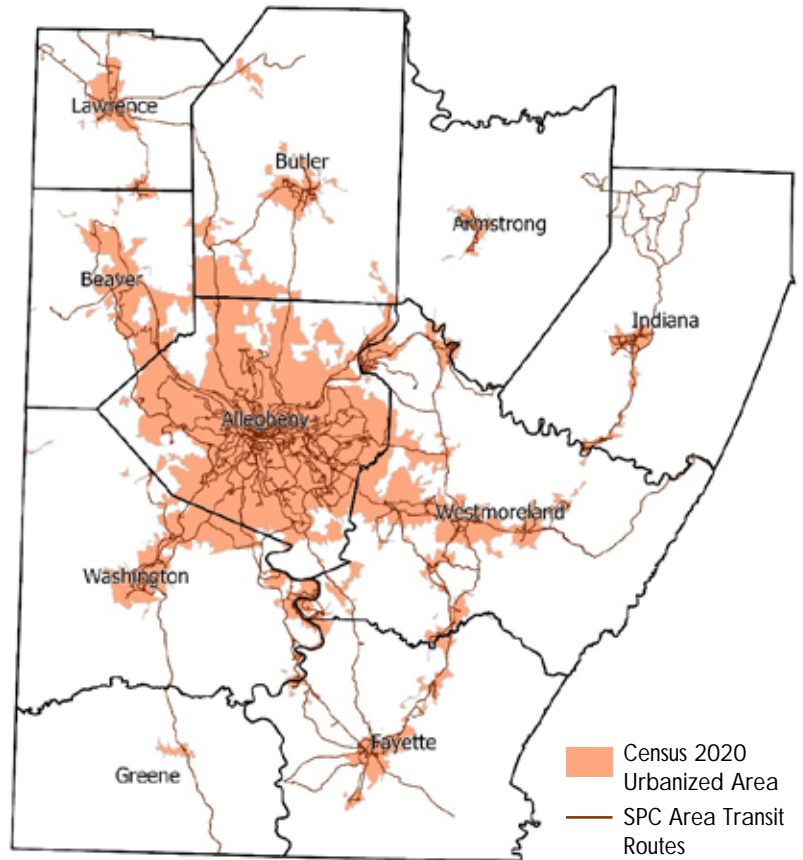 Lawrence
Butler
Armstrong
Beaver
Indiana
Allegheny
Westmoreland
Washington
Fayette
Greene
Census 2020
Urbanized Area
SPC Area Transit
Routes